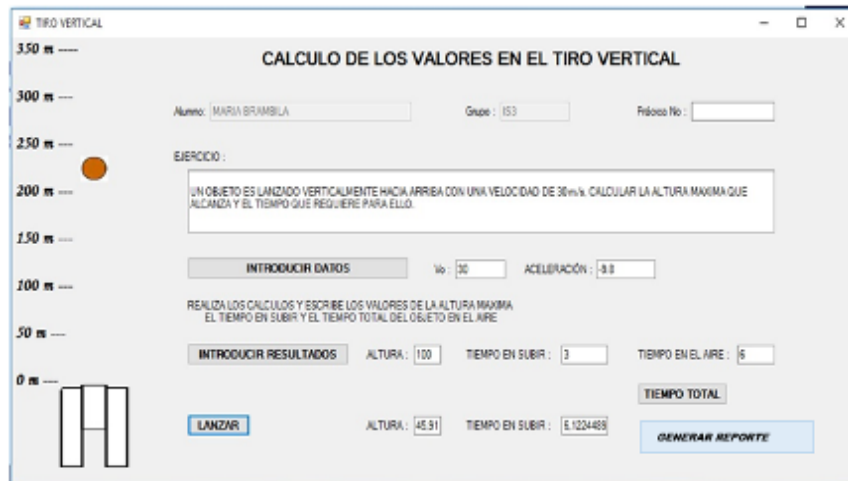 TIRO VERTICAL
350 m ----
CALCULO DE LOS VALORES EN EL TIRO VERTICAL
300 m ---
Alumno: MARIA BRAMBILA Grupo : IS3 Práctica No :
250 m ---
EJERCICIO :
200 m ---
UN OBJETO ES LANZADO VERTICALMENTE HACIA ARRIBA CON UNA VELOCIDAD DE 30m/s. CALCULAR LA ALTURA MAXIMA QUE
ALCANZA Y EL TIEMPO QUE REQUIERE PARA ELLO.
150 m ---
INTRODUCIR DATOS Vo : 30 ACELERACIÓN :
100 m ---
REALIZA LOS CALCULOS Y ESCRIBE LOS VALORES DE LA ALTURA MAXIMA
EL TIEMPO EN SUBIR Y EL TIEMPO TOTAL DEL OBJETO EN EL AIRE
50 m ---
INTRODUCIR RESULTADOS ALTURA : 100 TIEMPO EN SUBIR : 3 TIEMPO EN EL AIRE : 6
0 m ---
TIEMPO TOTAL
LANZAR ALTURA : 45.91 TIEMPO EN SUBIR : 6.1224489
GENERAR REPORTE